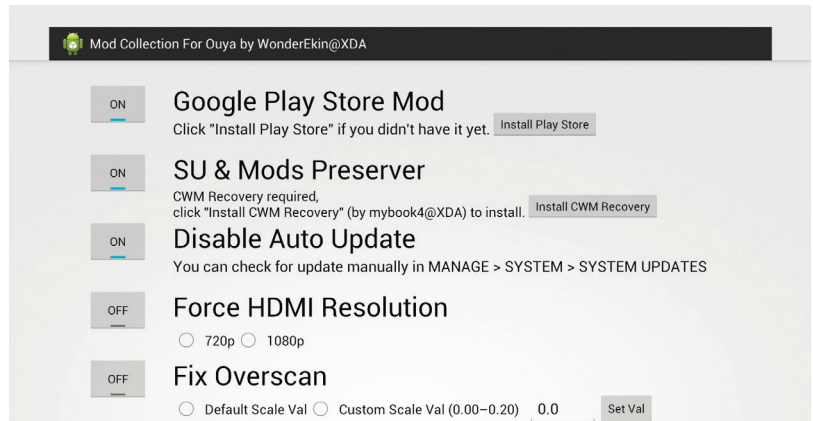 Mod Collection For Ouya by WonderEkin@XDA
ON
Google Play Store Mod
Click "Install Play Store" if you didn't have it yet. Install Play Store
ON
SU & Mods Preserver
CWM Recovery required,
click "Install CWM Recovery" (by mybook4@XDA) to install. Install CWM Recovery
ON
Disable Auto Update
You can check for update manually in MANAGE > SYSTEM > SYSTEM UPDATES
OFF
Force HDMI Resolution
720p 1080p
OFF
Fix Overscan
Default Scale Val Custom Scale Val (0.00–0.20) 0.0 Set Val